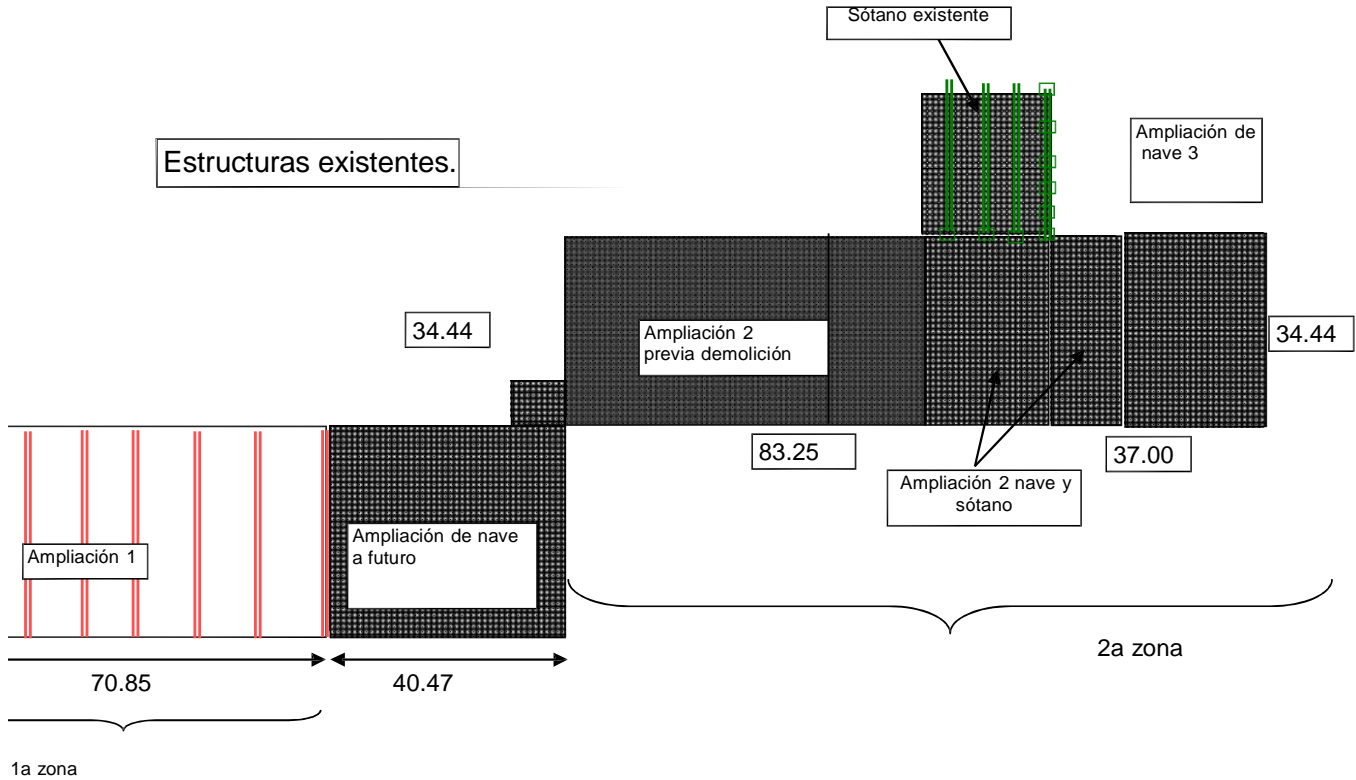 Sótano existente
Estructuras existentes.
Ampliación de
nave 3
34.44
Ampliación 2
previa demolición
34.44
83.25
37.00
Ampliación 2 nave y
sótano
Ampliación 1
Ampliación de nave
a futuro
2a zona
70.85
40.47
1a zona